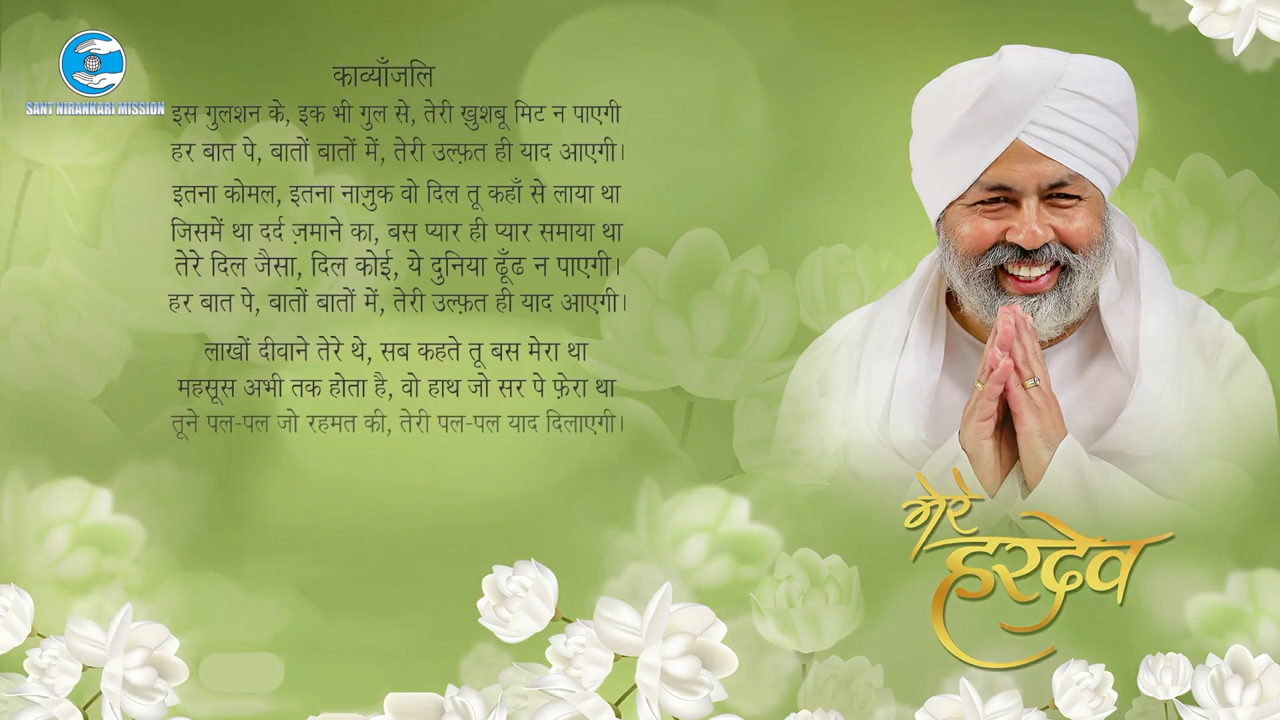 SANT NIRANKARI MISSION
काव्याँजलि
इस गुलशन के, इक भी गुल से, तेरी ख़ुशबू मिट न पाएगी
हर बात पे, बातों बातों में, तेरी उल्फ़त ही याद आएगी।
इतना कोमल, इतना नाज़ुक वो दिल तू कहाँ से लाया था
जिसमें था दर्द ज़माने का, बस प्यार ही प्यार समाया था
तेरे दिल जैसा, दिल कोई, ये दुनिया ढूँढ न पाएगी।
हर बात पे, बातों बातों में, तेरी उल्फ़त ही याद आएगी।
लाखों दीवाने तेरे थे, सब कहते तू बस मेरा था
महसूस अभी तक होता है, वो हाथ जो सर पे फ़ेरा था
तूने पल-पल जो रहमत की, तेरी पल-पल याद दिलाएगी।
मेरे
हरदेव